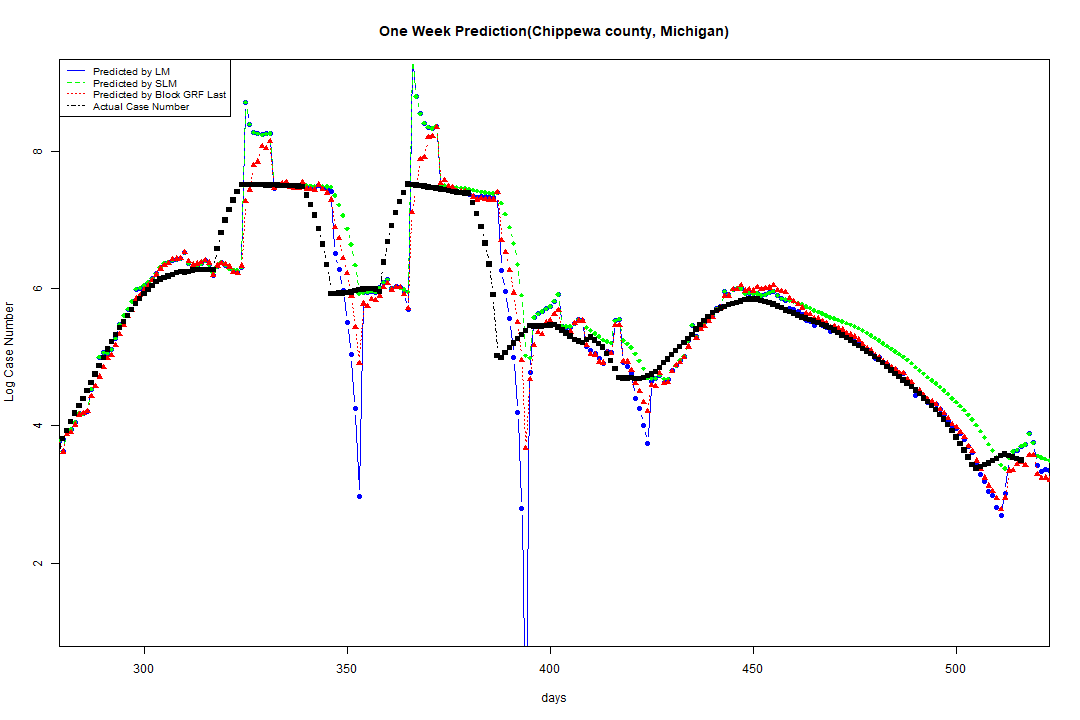 One Week Prediction(Chippewa county, Michigan)
Predicted by LM
Predicted by SLM
Predicted by Block GRF Last
Actual Case Number
8
6
4
2
Log Case Number
300 350 400 450 500
days